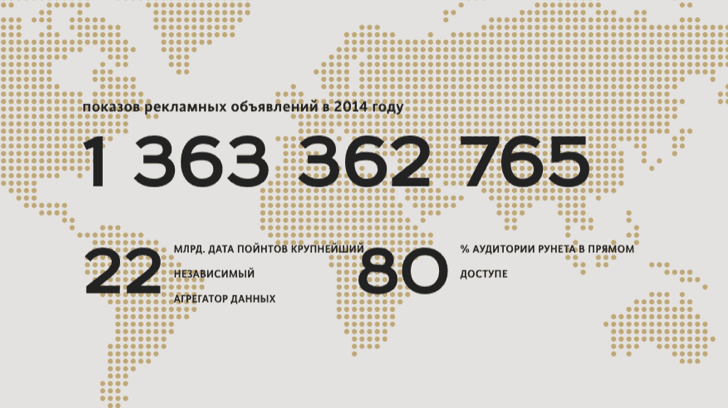 показов рекламных объявлений в 2014 году
1 363 362 765
22
МЛРД. ДАТА ПОЙНТОВ КРУПНЕЙШИЙ
НЕЗАВИСИМЫЙ
АГРЕГАТОР ДАННЫХ
80
% АУДИТОРИИ РУНЕТА В ПРЯМОМ
ДОСТУПЕ